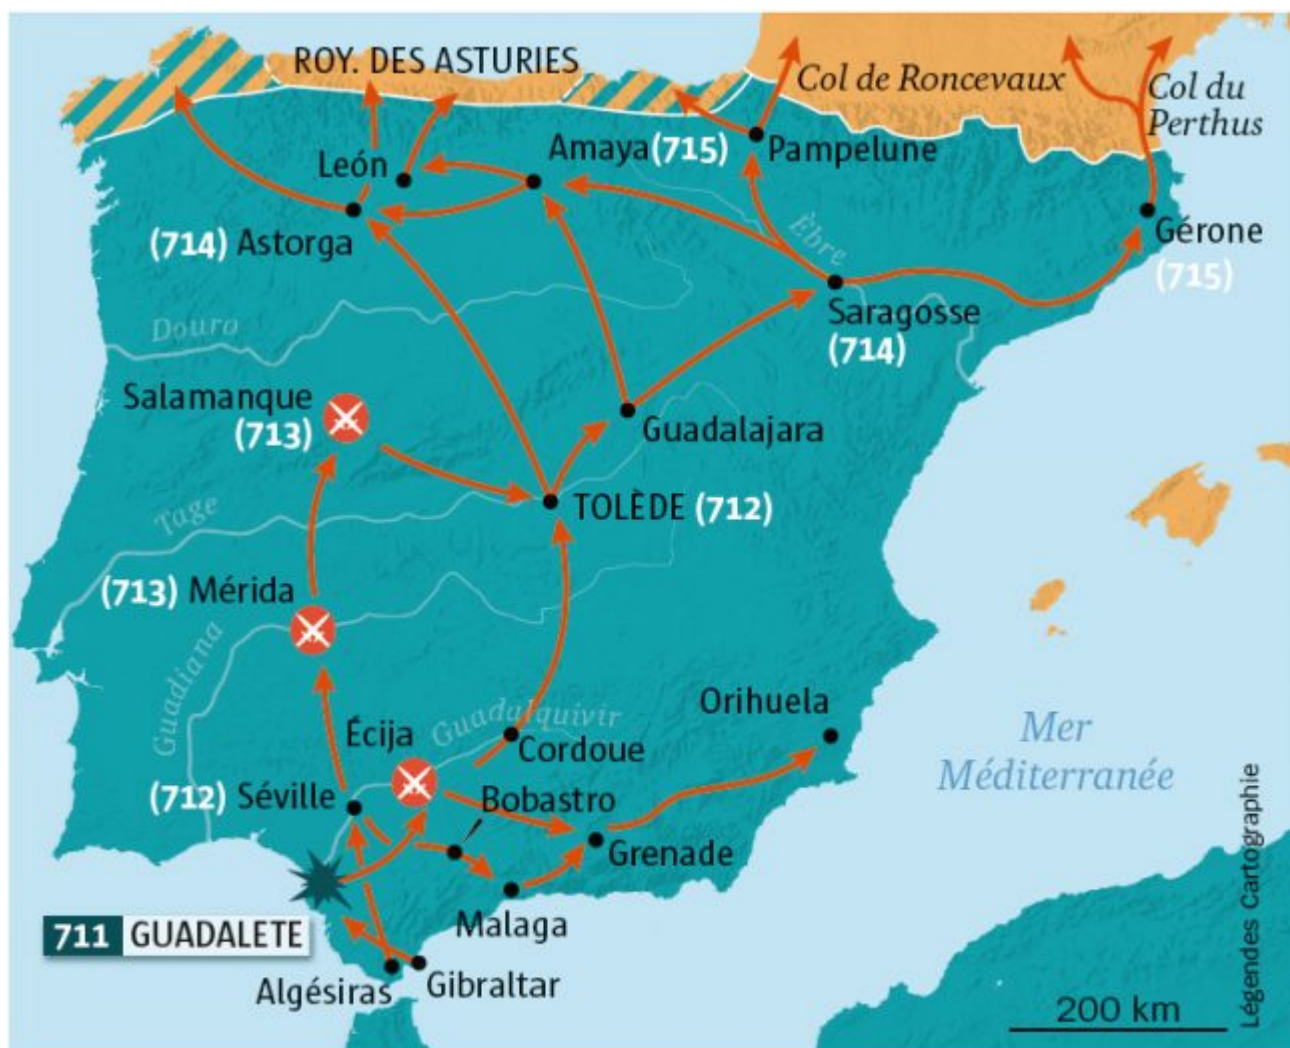 ROY. DES ASTURIES
Col de Roncevaux
Col du
Perthus
León
Amaya (715)
Pampelune
(714) Astorga
Èbre
Gérone
(715)
Douro
Saragosse
(714)
Salamanque
(713)
Guadalajara
Tage
TOLÈDE (712)
(713) Mérida
Guadiana
Orihuela
Écija
Guadalquivir
Cordoue
Mer
Méditerranée
(712) Séville
Bobastro
Grenade
Malaga
711 GUADALETE
Algésiras
Gibraltar
200 km
Légendes Cartographie